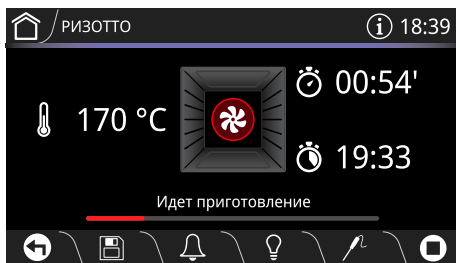 РИЗОТТО
i 18:39
170 °C
00:54'
19:33
Идет приготовление